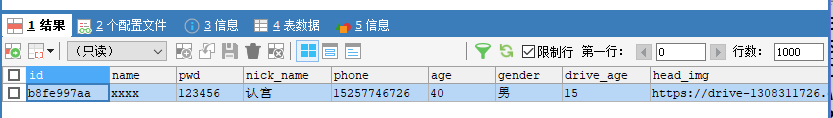 1 结果 2 个配置文件 3 信息 4 表数据 5 信息
（只读） 限制行 第一行： 0 行数： 1000
id name pwd nick_name phone age gender drive_age head_img
b8fe997aa xxxx 123456 认宫 15257746726 40 男 15 https://drive-1308311726.